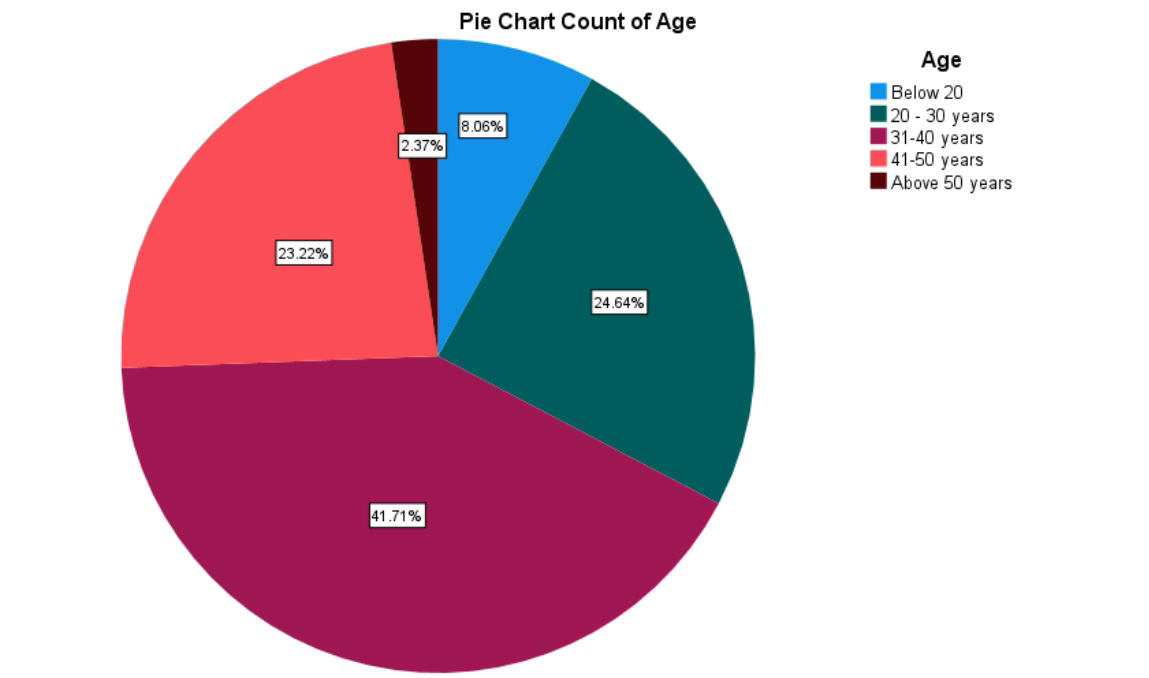 Pie Chart Count of Age
Age
Below 20
20 - 30 years
31-40 years
41-50 years
Above 50 years
8.06%
2.37%
23.22%
24.64%
41.71%